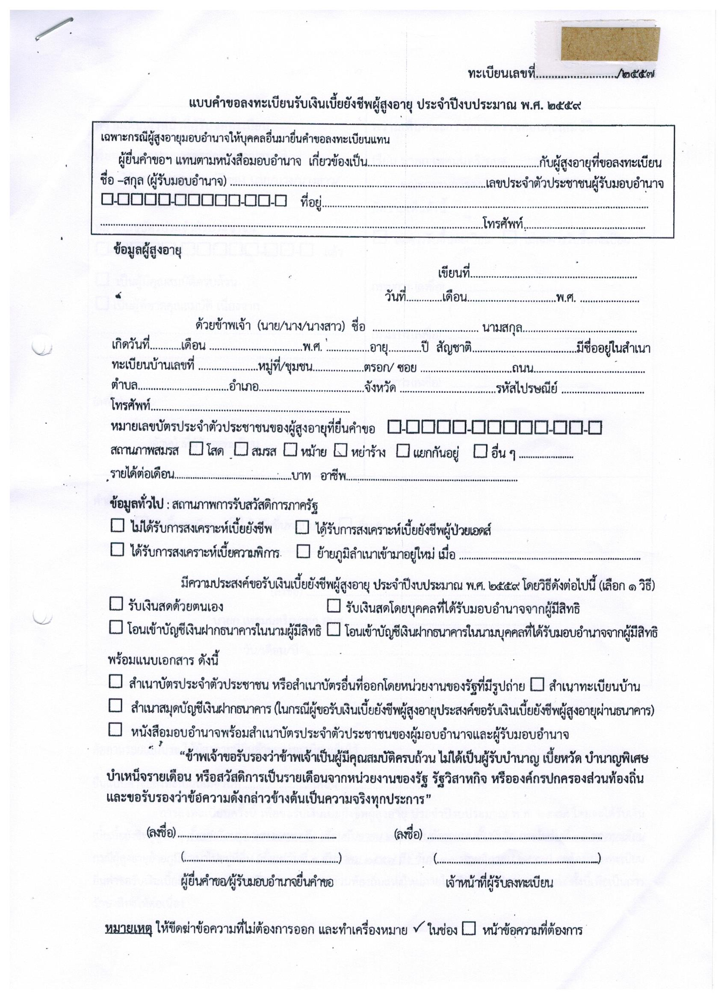 ทะเบียนเลขที่........................../๒๕๕๗
แบบคำขอลงทะเบียนรับเงินเบี้ยยังชีพผู้สูงอายุ ประจำปีงบประมาณ พ.ศ. ๒๕๕๙
เฉพาะกรณีผู้สูงอายุมอบอำนาจให้บุคคลอื่นมายื่นคำขอลงทะเบียนแทน
ผู้ยื่นคำขอฯ แทนตามหนังสือมอบอำนาจ เกี่ยวข้องเป็น........................................................กับผู้สูงอายุที่ขอลงทะเบียน
ชื่อ –สกุล (ผู้รับมอบอำนาจ) ....................................................................................เลขประจำตัวประชาชนผู้รับมอบอำนาจ
☐-☐☐☐☐-☐☐☐☐☐-☐☐-☐ ที่อยู่.............................................................................................................
..............................................................................................................................โทรศัพท์........................................
ข้อมูลผู้สูงอายุ
เขียนที่.......................................................
วันที่............เดือน..............................พ.ศ. ....................
ด้วยข้าพเจ้า (นาย/นาง/นางสาว) ชื่อ ................................... นามสกุล......................................
เกิดวันที่..........เดือน ...............................พ.ศ. ..............อายุ...........ปี สัญชาติ...................................มีชื่ออยู่ในสำเนา
ทะเบียนบ้านเลขที่ ....................หมู่ที่/ชุมชน.................ตรอก/ ซอย ...............................ถนน.....................................
ตำบล..............................อำเภอ...................................จังหวัด ................................รหัสไปรษณีย์ ............................
โทรศัพท์..................................................................
หมายเลขบัตรประจำตัวประชาชนของผู้สูงอายุที่ยื่นคำขอ ☐-☐☐☐☐-☐☐☐☐☐-☐☐-☐
สถานภาพสมรส ☐ โสด ☐ สมรส ☐ หม้าย ☐ หย่าร้าง ☐ แยกกันอยู่ ☐ อื่น ๆ .......................
รายได้ต่อเดือน.......................................บาท อาชีพ.........................................................
ข้อมูลทั่วไป : สถานภาพการรับสวัสดิการภาครัฐ
☐ ไม่ได้รับการสงเคราะห์เบี้ยยังชีพ ☐ ได้รับการสงเคราะห์เบี้ยยังชีพผู้ป่วยเอดส์
☐ ได้รับการสงเคราะห์เบี้ยความพิการ ☐ ย้ายภูมิลำเนาเข้ามาอยู่ใหม่ เมื่อ ............................................................
มีความประสงค์ขอรับเงินเบี้ยยังชีพผู้สูงอายุ ประจำปีงบประมาณ พ.ศ. ๒๕๕๙ โดยวิธีดังต่อไปนี้ (เลือก ๑ วิธี)
☐ รับเงินสดด้วยตนเอง ☐ รับเงินสดโดยบุคคลที่ได้รับมอบอำนาจจากผู้มีสิทธิ
☐ โอนเข้าบัญชีเงินฝากธนาคารในนามผู้มีสิทธิ ☐ โอนเข้าบัญชีเงินฝากธนาคารในนามบุคคลที่ได้รับมอบอำนาจจากผู้มีสิทธิ
พร้อมแนบเอกสาร ดังนี้
☐ สำเนาบัตรประจำตัวประชาชน หรือสำเนาบัตรอื่นที่ออกโดยหน่วยงานของรัฐที่มีรูปถ่าย ☐ สำเนาทะเบียนบ้าน
☐ สำเนาสมุดบัญชีเงินฝากธนาคาร (ในกรณีผู้ขอรับเงินเบี้ยยังชีพผู้สูงอายุประสงค์ขอรับเงินเบี้ยยังชีพผู้สูงอายุผ่านธนาคาร)
☐ หนังสือมอบอำนาจพร้อมสำเนาบัตรประจำตัวประชาชนของผู้มอบอำนาจและผู้รับมอบอำนาจ
“ข้าพเจ้าขอรับรองว่าข้าพเจ้าเป็นผู้มีคุณสมบัติครบถ้วน ไม่ได้เป็นผู้รับบำนาญ เบี้ยหวัด บำนาญพิเศษ
บำเหน็จรายเดือน หรือสวัสดิการเป็นรายเดือนจากหน่วยงานของรัฐ รัฐวิสาหกิจ หรือองค์กรปกครองส่วนท้องถิ่น
และขอรับรองว่าข้อความดังกล่าวข้างต้นเป็นความจริงทุกประการ”
(ลงชื่อ) .................................................... (ลงชื่อ) .........................................................
(...................................................) (.....................................................)
ผู้ยื่นคำขอ/ผู้รับมอบอำนาจยื่นคำขอ เจ้าหน้าที่ผู้รับลงทะเบียน
หมายเหตุ ให้ขีดฆ่าข้อความที่ไม่ต้องการออก และทำเครื่องหมาย ✓ ในช่อง ☐ หน้าข้อความที่ต้องการ